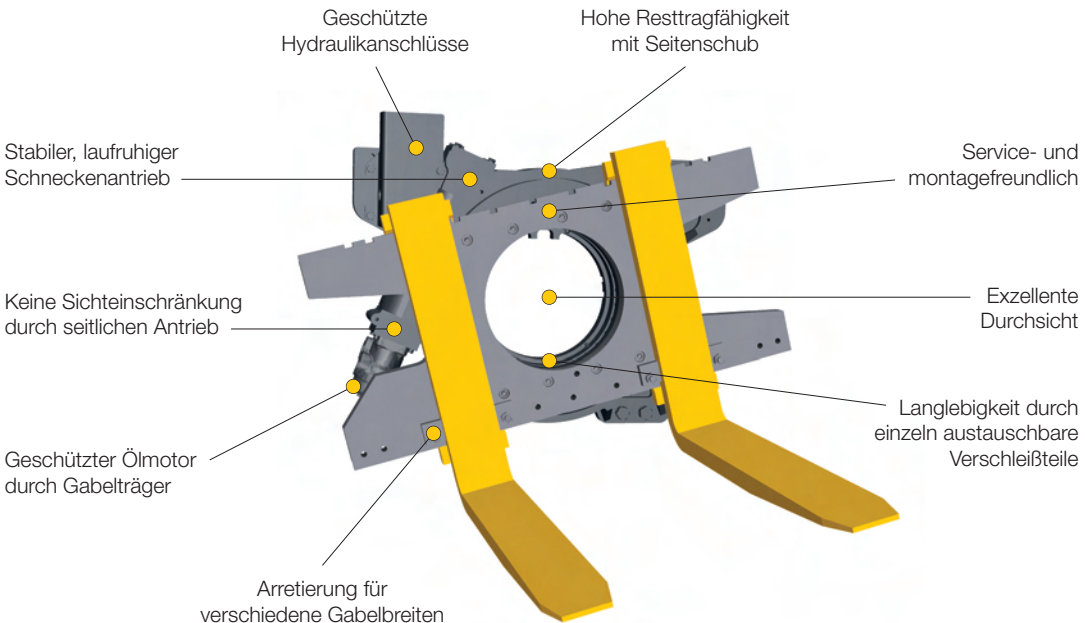 Geschützte
Hydraulikanschlüsse
Hohe Resttragfähigkeit
mit Seitenschub
Stabiler, laufruhiger
Schneckenantrieb
Service- und
montagefreundlich
Keine Sichteinschränkung
durch seitlichen Antrieb
Exzellente
Durchsicht
Geschützter Ölmotor
durch Gabelträger
Langlebigkeit durch
einzeln austauschbare
Verschleißteile
Arretierung für
verschiedene Gabelbreiten